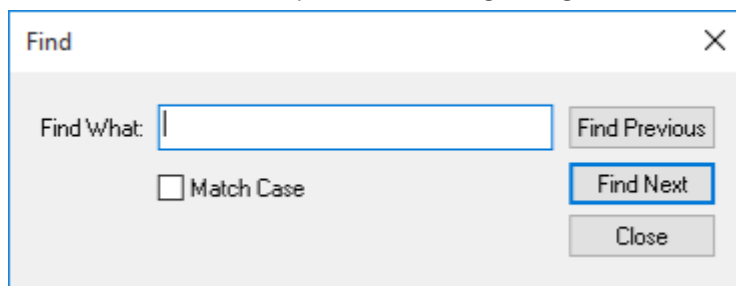 Find
Find What:
Find Previous
Match Case
Find Next
Close